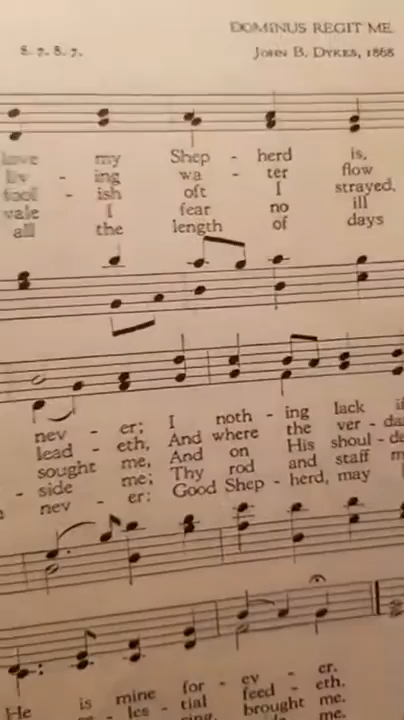 DOMINUS REGIT ME
8. 7. 8. 7.
JOHN B. DYKES, 1868
love my Shep - herd is,
liv - ing wa - ter flow
fool - ish oft I strayed,
vale I fear no ill
all the length of days
nev - er; I noth - ing lack if
lead - eth, And where the ver - da
sought me, And on His shoul - de
- side me; Thy rod and staff m
nev - er: Good Shep - herd, may
He is mine for - ev - er.
les - tial feed - eth.
brought me.
me.